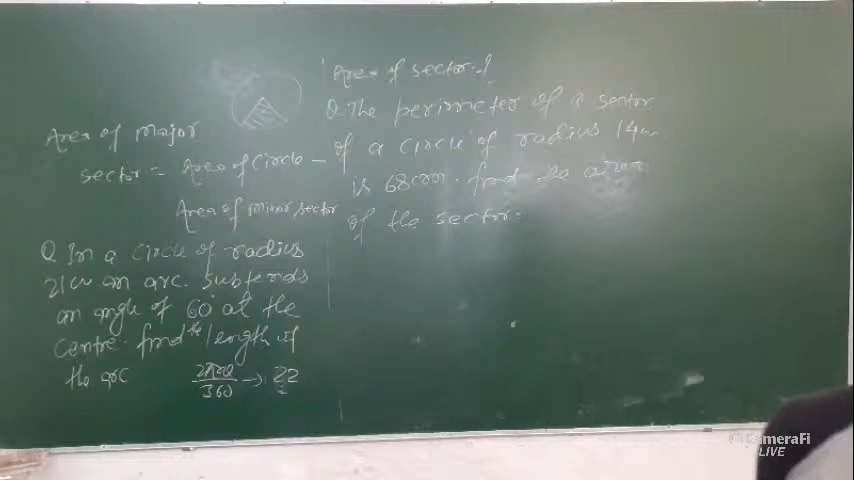 Area of major
sector = Area of Circle -
Area of minor sector
Q In a circle of radius
21cm an arc. subtends
an angle of 60° at the
centre. find the length of
the arc 2πrθ/360 → 22
Area of sector:-
Q. The perimeter of a sector
of a circle of radius 14cm
is 68cm. find the area
of the sector.
CameraFi
LIVE